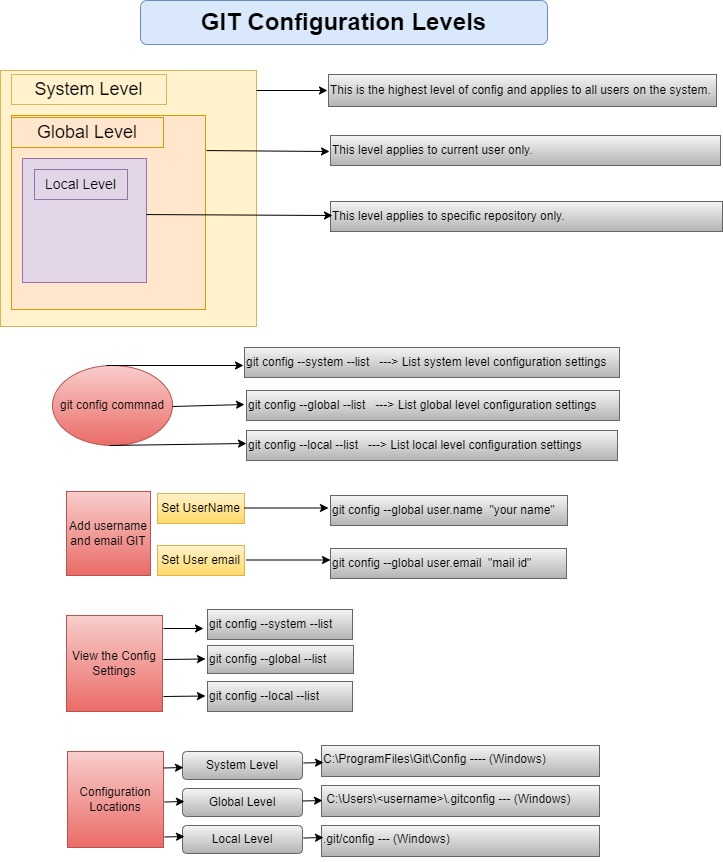 GIT Configuration Levels
System Level
This is the highest level of config and applies to all users on the system.
Global Level
This level applies to current user only.
Local Level
This level applies to specific repository only.
git config commnad
git config --system --list ---> List system level configuration settings
git config --global --list ---> List global level configuration settings
git config --local --list ---> List local level configuration settings
Add username
and email GIT
Set UserName
git config --global user.name "your name"
Set User email
git config --global user.email "mail id"
View the Config
Settings
git config --system --list
git config --global --list
git config --local --list
Configuration
Locations
System Level
C:\ProgramFiles\Git\Config ---- (Windows)
Global Level
C:\Users\<username>\.gitconfig --- (Windows)
Local Level
.git/config --- (Windows)